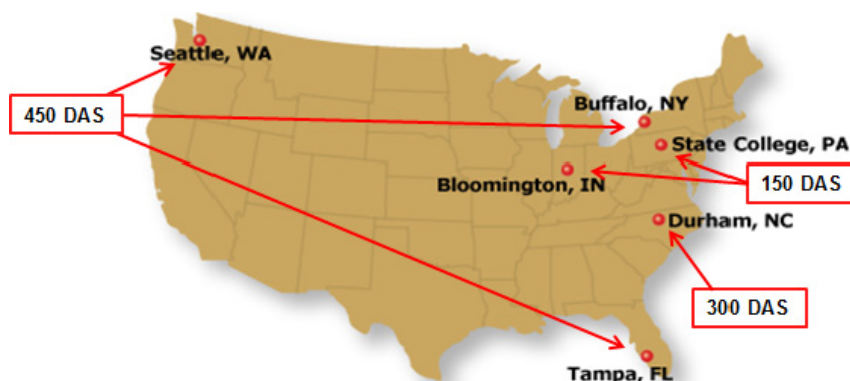 Seattle, WA
450 DAS
Buffalo, NY
State College, PA
Bloomington, IN
150 DAS
Durham, NC
300 DAS
Tampa, FL